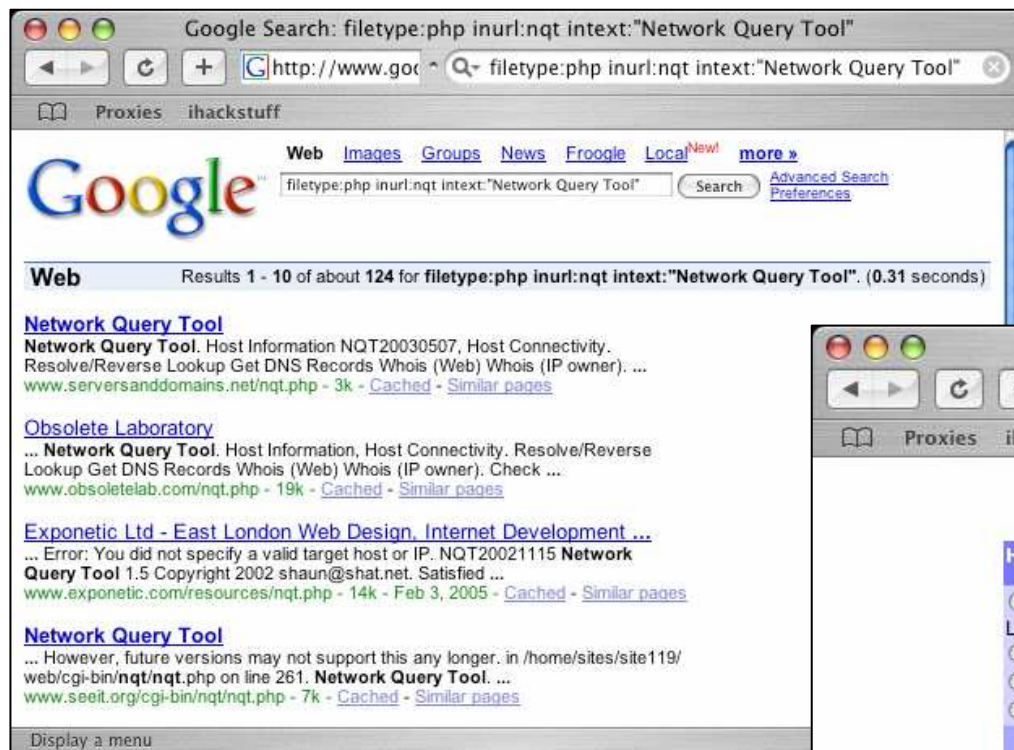 Google Search: filetype:php inurl:nqt intext:"Network Query Tool"
http://www.goo
filetype:php inurl:nqt intext:"Network Query Tool"
Proxies ihackstuff
Google
Web Images Groups News Froogle Local New! more »
filetype:php inurl:nqt intext:"Network Query Tool" Search Advanced Search
Preferences
Web Results 1 - 10 of about 124 for filetype:php inurl:nqt intext:"Network Query Tool". (0.31 seconds)
Network Query Tool
Network Query Tool. Host Information NQT20030507, Host Connectivity.
Resolve/Reverse Lookup Get DNS Records Whois (Web) Whois (IP owner). ...
www.serversanddomains.net/nqt.php - 3k - Cached - Similar pages
Obsolete Laboratory
... Network Query Tool. Host Information, Host Connectivity. Resolve/Reverse
Lookup Get DNS Records Whois (Web) Whois (IP owner). Check ...
www.obsoletelab.com/nqt.php - 19k - Cached - Similar pages
Exponetic Ltd - East London Web Design, Internet Development ...
... Error: You did not specify a valid target host or IP. NQT20021115 Network
Query Tool 1.5 Copyright 2002 shaun@shat.net. Satisfied ...
www.exponetic.com/resources/nqt.php - 14k - Feb 3, 2005 - Cached - Similar pages
Network Query Tool
... However, future versions may not support this any longer. in /home/sites/site119/
web/cgi-bin/nqt/nqt.php on line 261. Network Query Tool. ...
www.seeit.org/cgi-bin/nqt/nqt.php - 7k - Cached - Similar pages
Display a menu
Proxies